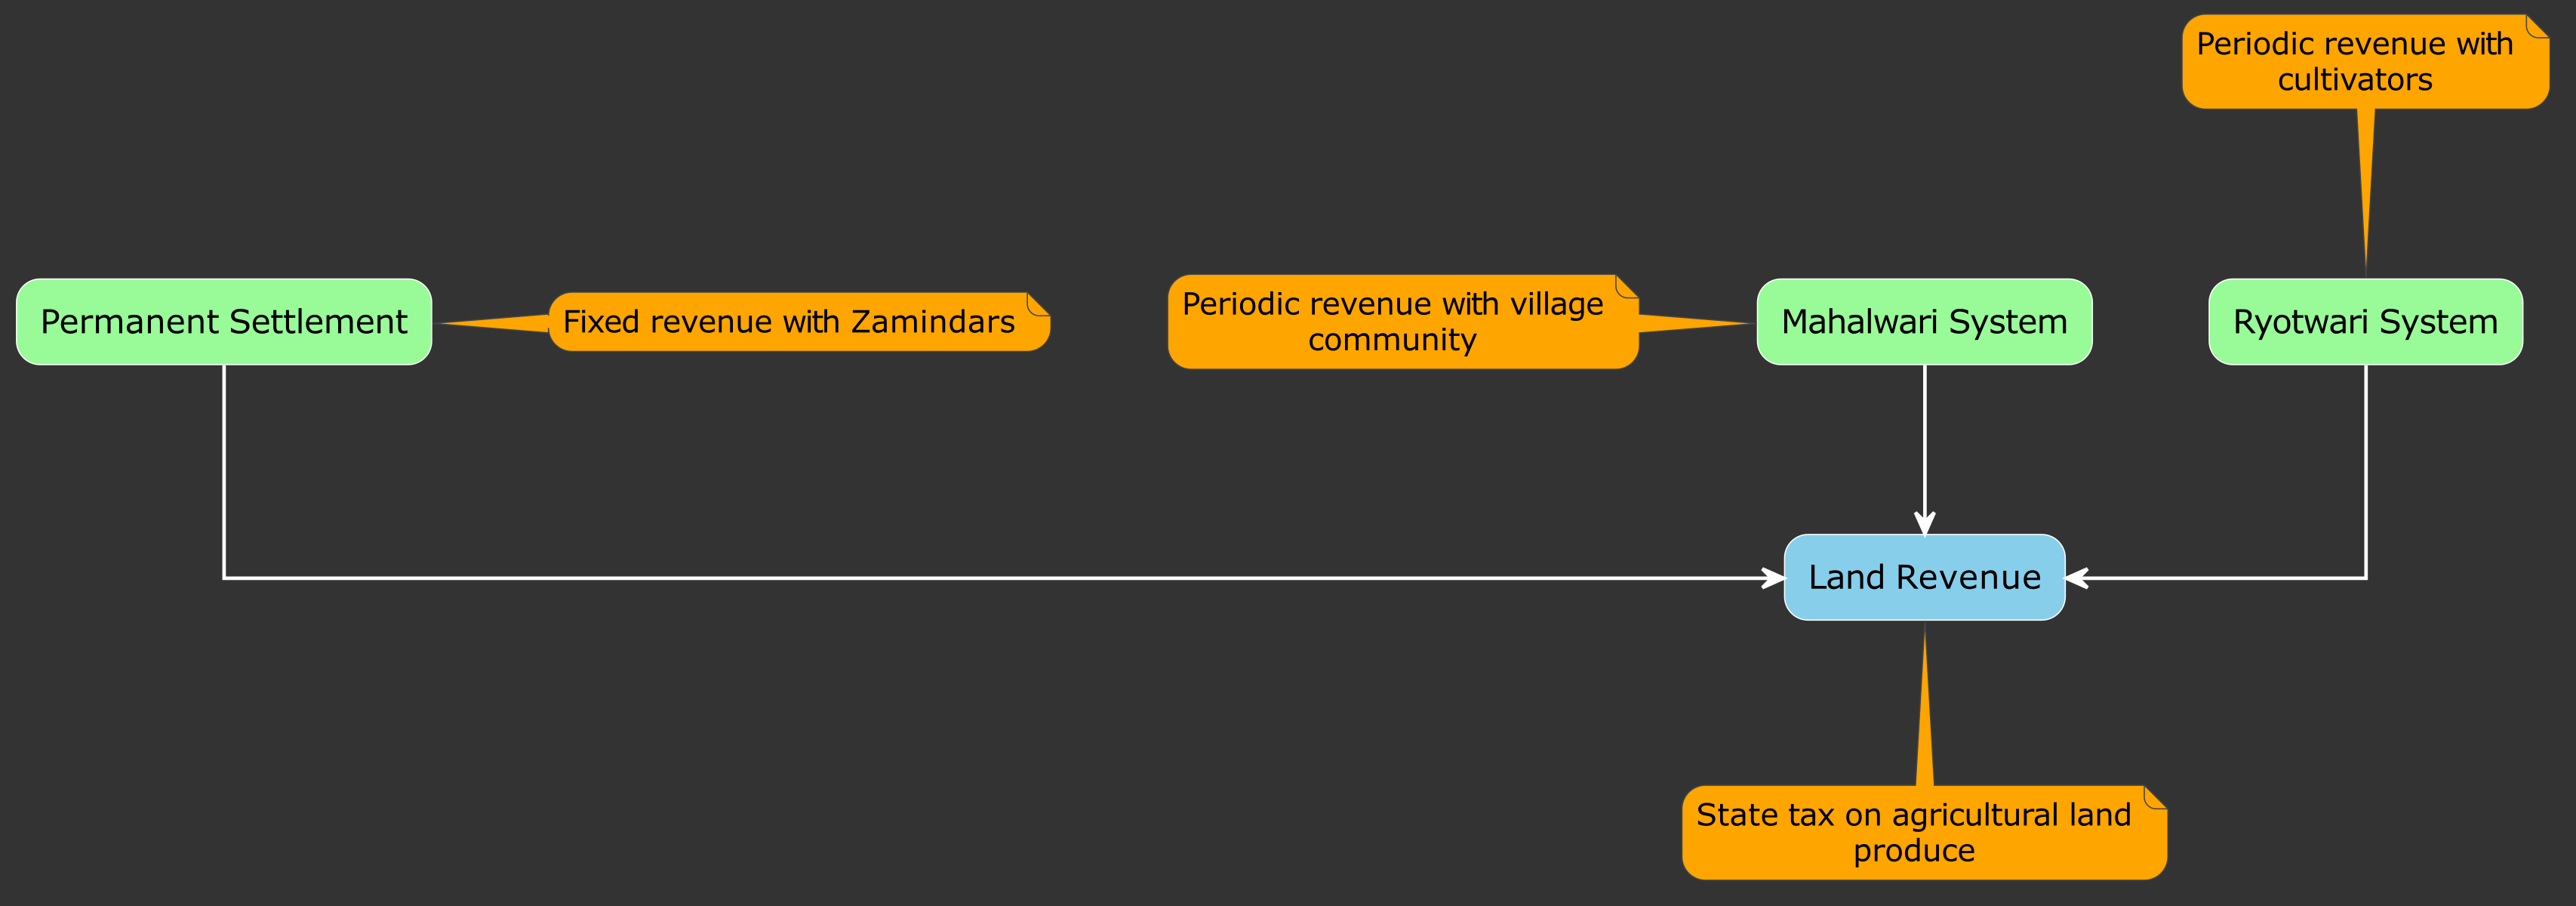 Periodic revenue with
cultivators
Permanent Settlement
Fixed revenue with Zamindars
Periodic revenue with village
community
Mahalwari System
Ryotwari System
Land Revenue
State tax on agricultural land
produce